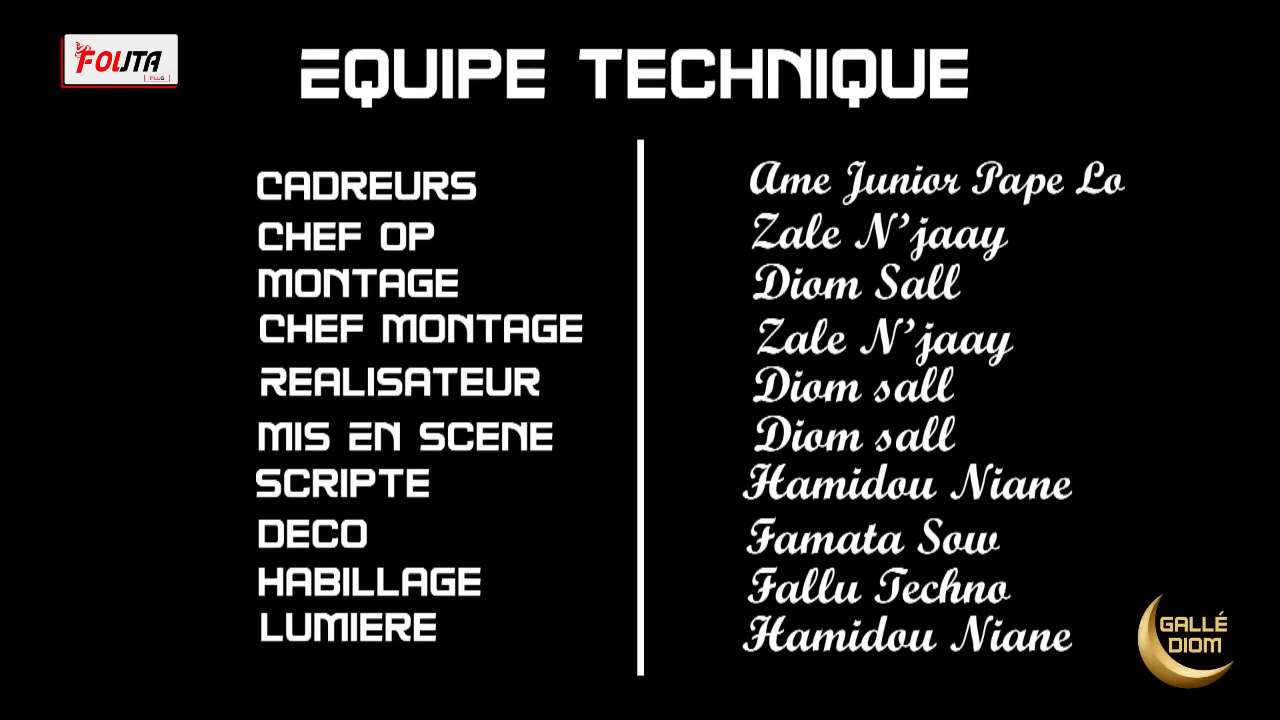 FOUTA
PLUS
EQUIPE TECHNIQUE
CADREURS Ame Junior Pape Lo
CHEF OP Zale N'jaay
MONTAGE Diom Sall
CHEF MONTAGE Zale N'jaay
REALISATEUR Diom sall
MIS EN SCENE Diom sall
SCRIPTE Hamidou Niane
DECO Famata Sow
HABILLAGE Fallu Techno
LUMIERE Hamidou Niane
GALLÉ
DIOM